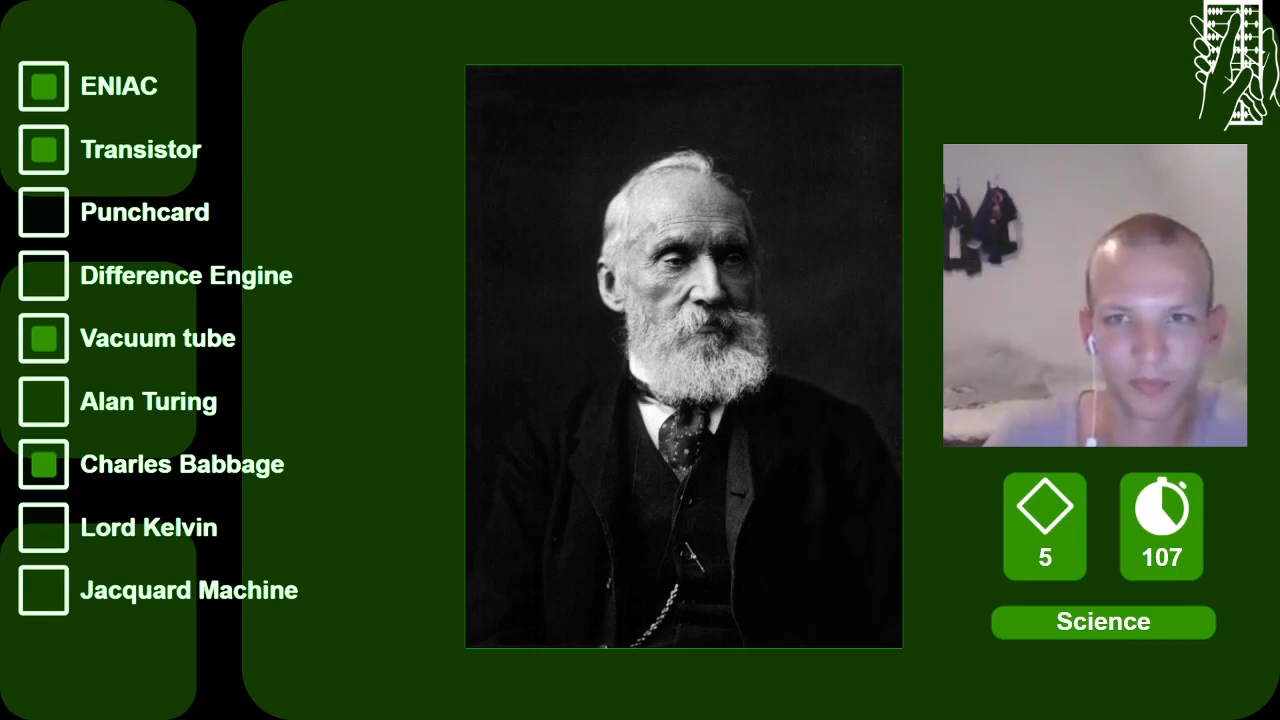 ENIAC
Transistor
Punchcard
Difference Engine
Vacuum tube
Alan Turing
Charles Babbage
Lord Kelvin
Jacquard Machine
5
107
Science